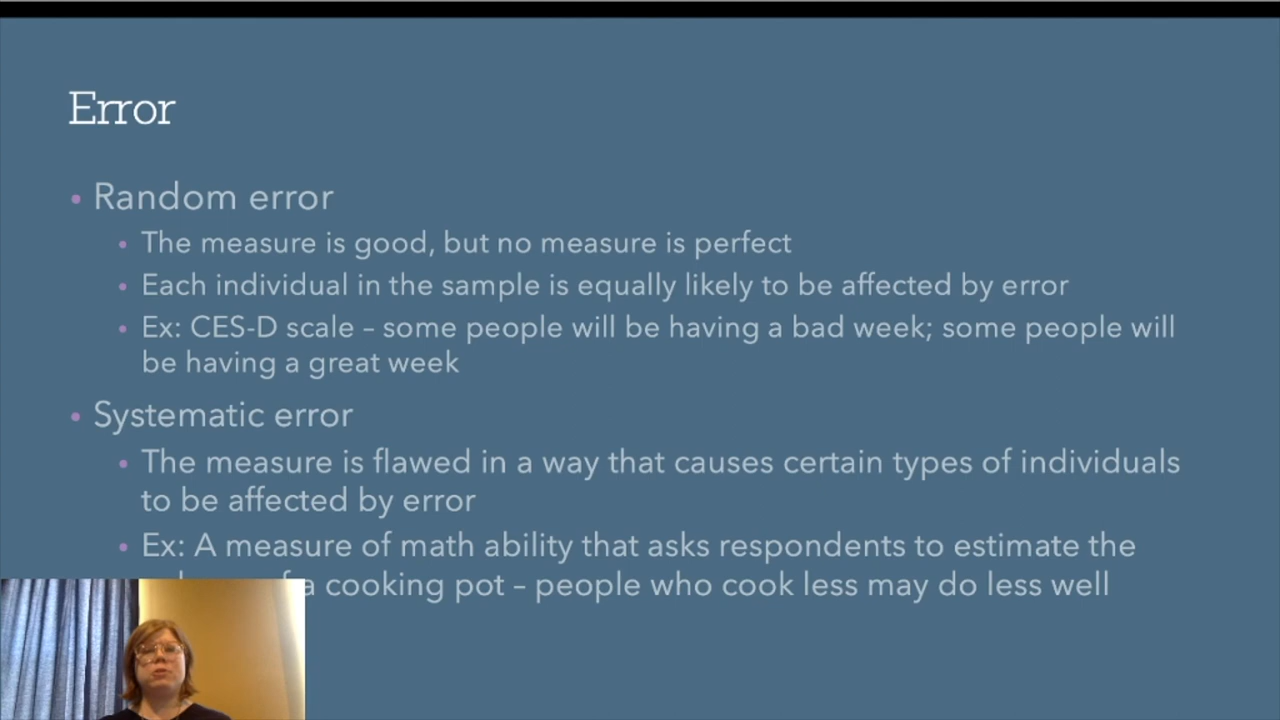 Error
• Random error
• The measure is good, but no measure is perfect
• Each individual in the sample is equally likely to be affected by error
• Ex: CES-D scale – some people will be having a bad week; some people will
be having a great week
• Systematic error
• The measure is flawed in a way that causes certain types of individuals
to be affected by error
• Ex: A measure of math ability that asks respondents to estimate the
a cooking pot – people who cook less may do less well